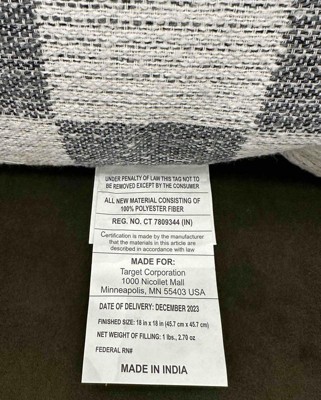 UNDER PENALTY OF LAW THIS TAG NOT TO
BE REMOVED EXCEPT BY THE CONSUMER
ALL NEW MATERIAL CONSISTING OF
100% POLYESTER FIBER
REG. NO. CT 7809344 (IN)
Certification is made by the manufacturer
that the materials in this article are
described in accordance with law
MADE FOR:
Target Corporation
1000 Nicollet Mall
Minneapolis, MN 55403 USA
DATE OF DELIVERY: DECEMBER 2023
FINISHED SIZE: 18 in x 18 in (45.7 cm x 45.7 cm)
NET WEIGHT OF FILLING: 1 lbs., 2.70 oz
FEDERAL RN#
MADE IN INDIA